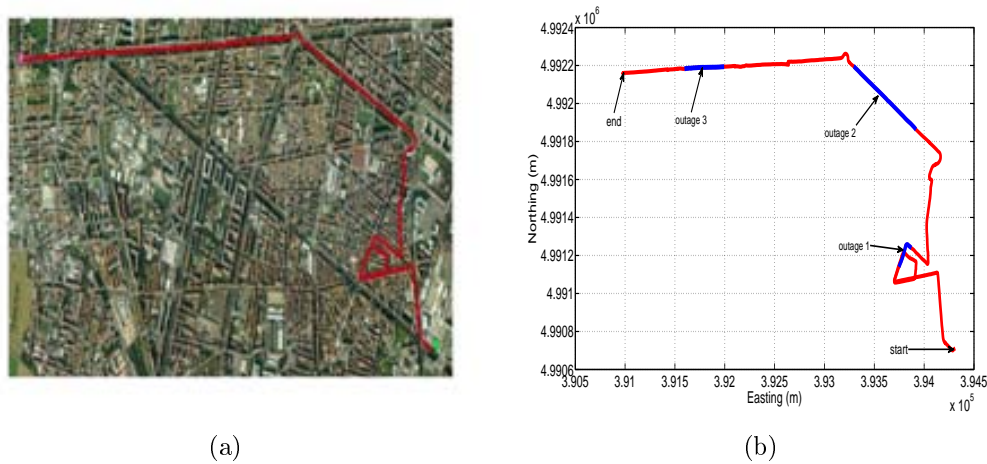 x 10^6
4.9924
4.9922
4.992
4.9918
4.9916
4.9914
4.9912
4.991
4.9908
4.9906
Northing (m)
end
outage 3
outage 2
outage 1
start
3.905 3.91 3.915 3.92 3.925 3.93 3.935 3.94 3.945
Easting (m)
x 10^5
(a) (b)